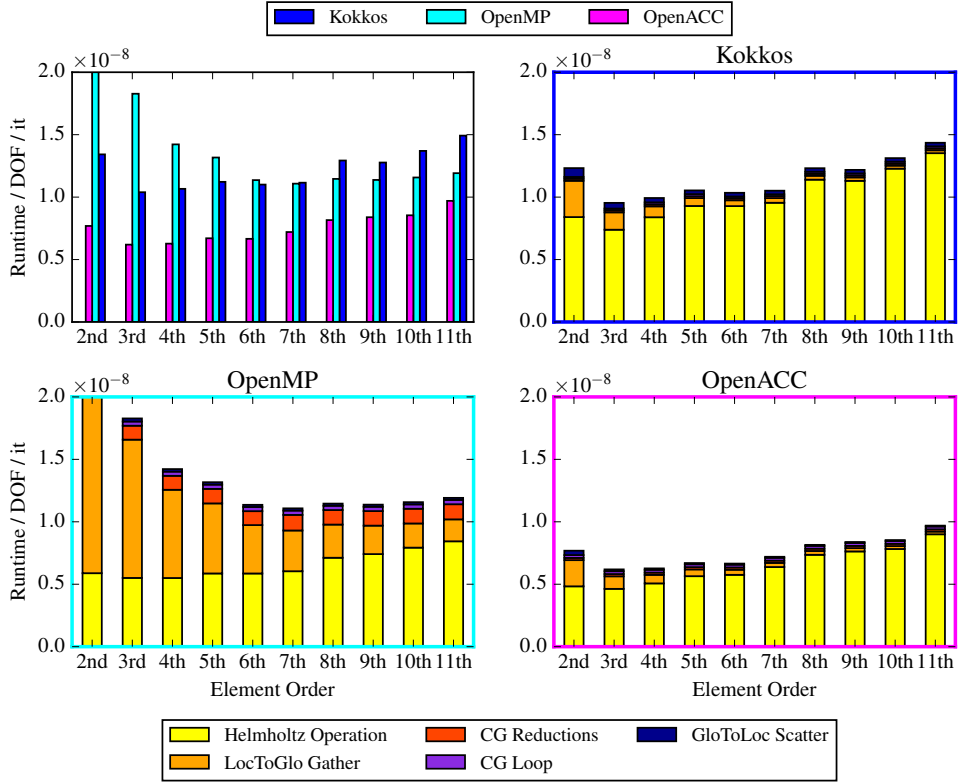 Kokkos OpenMP OpenACC
×10⁻⁸
2.0
1.5
1.0
0.5
0.0
Runtime / DOF / it
2nd 3rd 4th 5th 6th 7th 8th 9th 10th 11th
Kokkos
×10⁻⁸
2.0
1.5
1.0
0.5
0.0
2nd 3rd 4th 5th 6th 7th 8th 9th 10th 11th
OpenMP
×10⁻⁸
2.0
1.5
1.0
0.5
0.0
Runtime / DOF / it
2nd 3rd 4th 5th 6th 7th 8th 9th 10th 11th
Element Order
OpenACC
×10⁻⁸
2.0
1.5
1.0
0.5
0.0
2nd 3rd 4th 5th 6th 7th 8th 9th 10th 11th
Element Order
Helmholtz Operation CG Reductions GloToLoc Scatter
LocToGlo Gather CG Loop